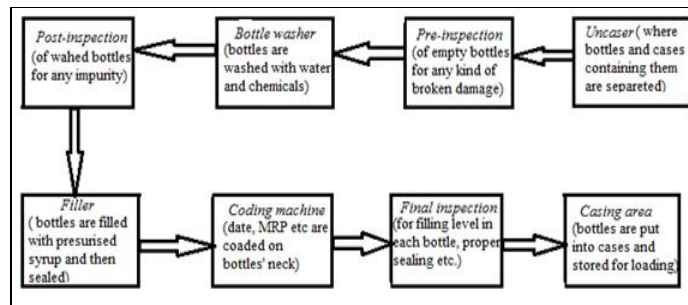 Post-inspection
(of wahed bottles
for any impurity)
Bottle washer
(bottles are
washed with water
and chemicals)
Pre-inspection
(of empty bottles
for any kind of
broken damage)
Uncaser ( where
bottles and cases
containing them
are separeted)
Filler
( bottles are filled
with presurised
syrup and then
sealed)
Coding machine
(date, MRP etc are
coaded on
bottles' neck)
Final inspection
(for filling level in
each bottle, proper
sealing etc.)
Casing area
(bottles are put
into cases and
stored for loading)